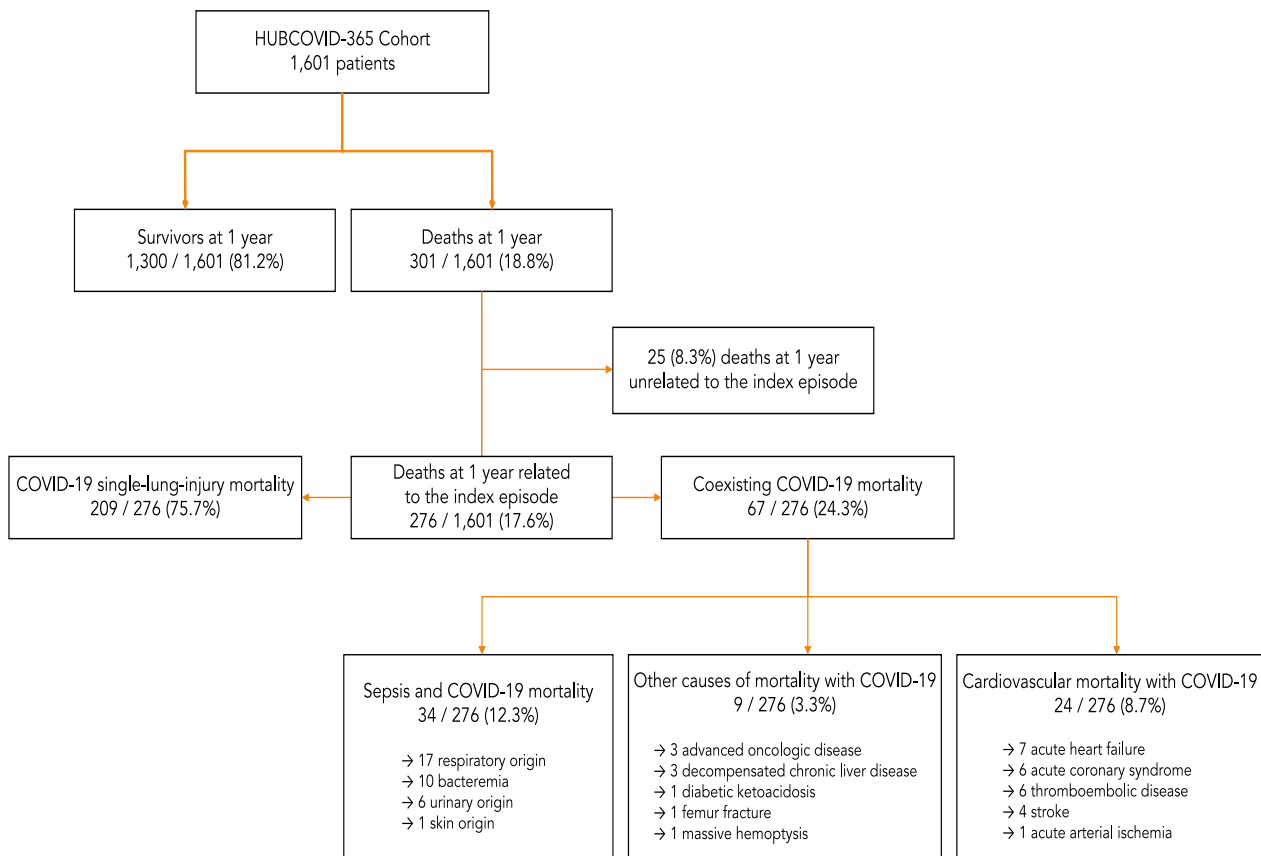 HUBCOVID-365 Cohort
1,601 patients
Survivors at 1 year
1,300 / 1,601 (81.2%)
Deaths at 1 year
301 / 1,601 (18.8%)
25 (8.3%) deaths at 1 year
unrelated to the index episode
COVID-19 single-lung-injury mortality
209 / 276 (75.7%)
Deaths at 1 year related
to the index episode
276 / 1,601 (17.6%)
Coexisting COVID-19 mortality
67 / 276 (24.3%)
Sepsis and COVID-19 mortality
34 / 276 (12.3%)
→ 17 respiratory origin
→ 10 bacteremia
→ 6 urinary origin
→ 1 skin origin
Other causes of mortality with COVID-19
9 / 276 (3.3%)
→ 3 advanced oncologic disease
→ 3 decompensated chronic liver disease
→ 1 diabetic ketoacidosis
→ 1 femur fracture
→ 1 massive hemoptysis
Cardiovascular mortality with COVID-19
24 / 276 (8.7%)
→ 7 acute heart failure
→ 6 acute coronary syndrome
→ 6 thromboembolic disease
→ 4 stroke
→ 1 acute arterial ischemia